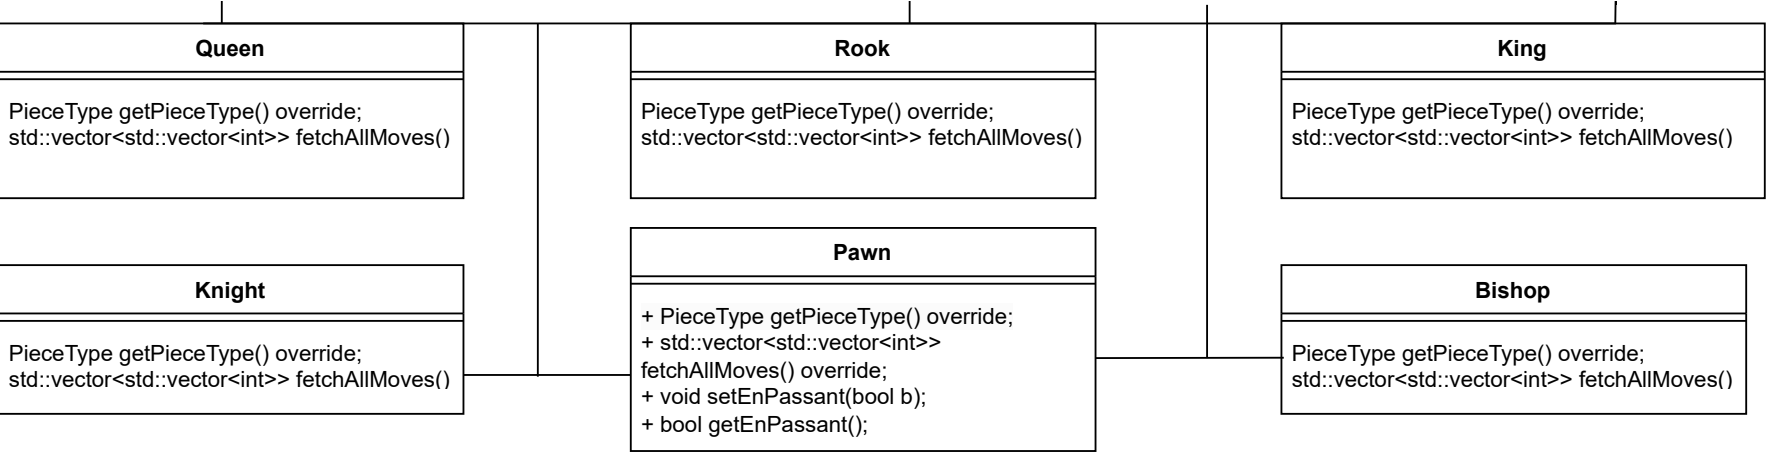 Queen
PieceType getPieceType() override;
std::vector<std::vector<int>> fetchAllMoves()
Rook
PieceType getPieceType() override;
std::vector<std::vector<int>> fetchAllMoves()
King
PieceType getPieceType() override;
std::vector<std::vector<int>> fetchAllMoves()
Knight
PieceType getPieceType() override;
std::vector<std::vector<int>> fetchAllMoves()
Pawn
+ PieceType getPieceType() override;
+ std::vector<std::vector<int>>
fetchAllMoves() override;
+ void setEnPassant(bool b);
+ bool getEnPassant();
Bishop
PieceType getPieceType() override;
std::vector<std::vector<int>> fetchAllMoves()